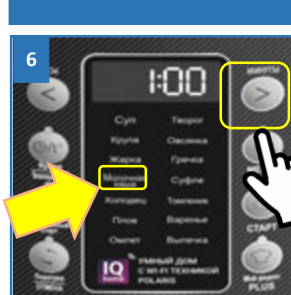 6
МИНУТЫ
1:00
Суп
Творог
Крупа
Овсянка
Жарка
Гречка
Молочная каша
Суфле
Холодец
Томление
Плов
Варенье
Омлет
Выпечка
СТАРТ
IQ home
УМНЫЙ ДОМ
С WI-FI ТЕХНИКОЙ
POLARIS
PLUS